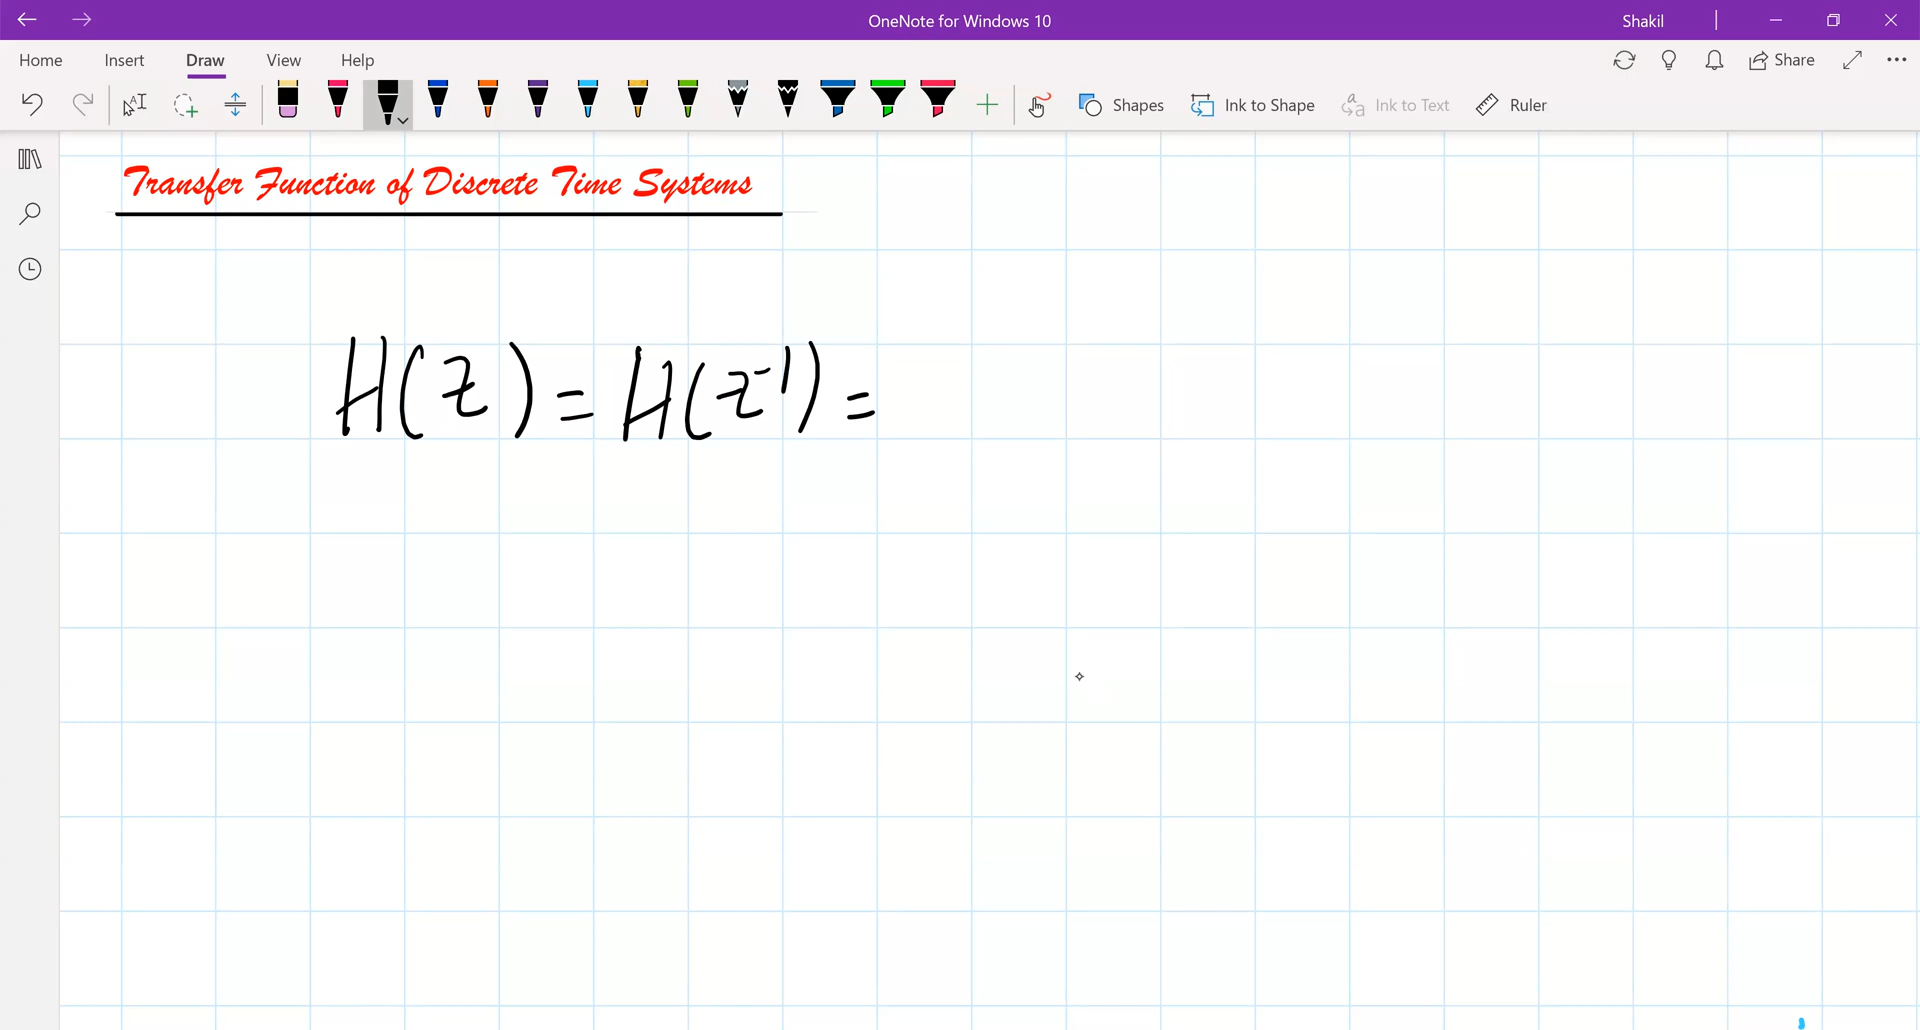 OneNote for Windows 10 Shakil
Home Insert Draw View Help Share
Shapes Ink to Shape Ink to Text Ruler
Transfer Function of Discrete Time Systems
H(z) = H(z⁻¹) =